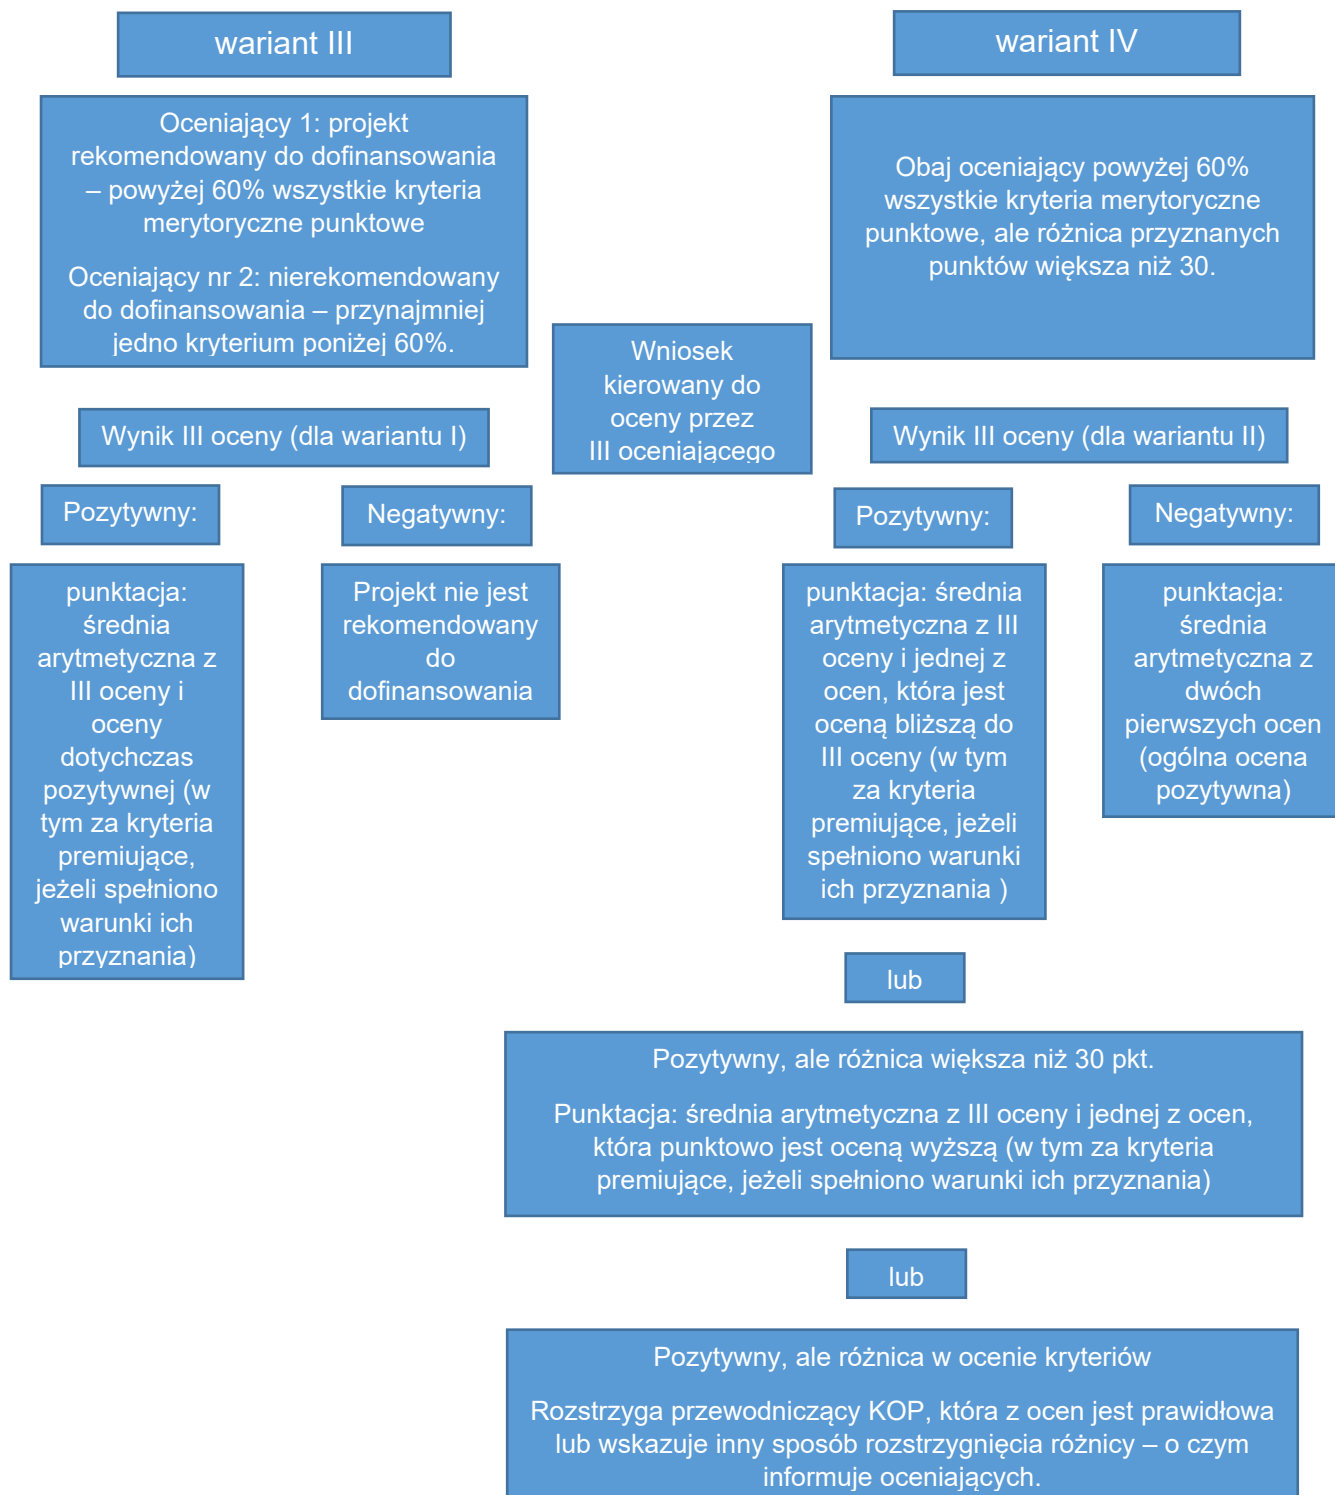 wariant III
Oceniający 1: projekt
rekomendowany do dofinansowania
– powyżej 60% wszystkie kryteria
merytoryczne punktowe
Oceniający nr 2: nierekomendowany
do dofinansowania – przynajmniej
jedno kryterium poniżej 60%.
wariant IV
Obaj oceniający powyżej 60%
wszystkie kryteria merytoryczne
punktowe, ale różnica przyznanych
punktów większa niż 30.
Wniosek
kierowany do
oceny przez
III oceniającego
Wynik III oceny (dla wariantu I)
Pozytywny:
punktacja:
średnia
arytmetyczna z
III oceny i
oceny
dotychczas
pozytywnej (w
tym za kryteria
premiujące,
jeżeli spełniono
warunki ich
przyznania)
Negatywny:
Projekt nie jest
rekomendowany
do
dofinansowania
Wynik III oceny (dla wariantu II)
Pozytywny:
punktacja: średnia
arytmetyczna z III
oceny i jednej z
ocen, która jest
oceną bliższą do
III oceny (w tym
za kryteria
premiujące, jeżeli
spełniono warunki
ich przyznania )
Negatywny:
punktacja:
średnia
arytmetyczna z
dwóch
pierwszych ocen
(ogólna ocena
pozytywna)
lub
Pozytywny, ale różnica większa niż 30 pkt.
Punktacja: średnia arytmetyczna z III oceny i jednej z ocen,
która punktowo jest oceną wyższą (w tym za kryteria
premiujące, jeżeli spełniono warunki ich przyznania)
lub
Pozytywny, ale różnica w ocenie kryteriów
Rozstrzyga przewodniczący KOP, która z ocen jest prawidłowa
lub wskazuje inny sposób rozstrzygnięcia różnicy – o czym
informuje oceniających.